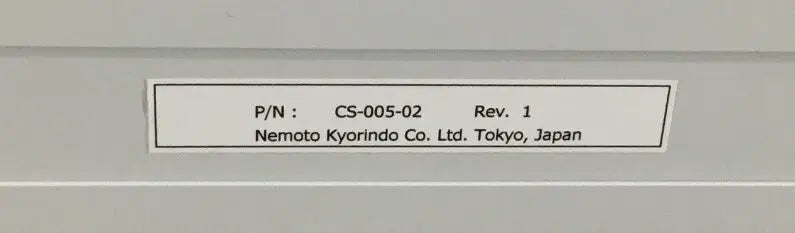 P/N : CS-005-02 Rev. 1
Nemoto Kyorindo Co. Ltd. Tokyo, Japan